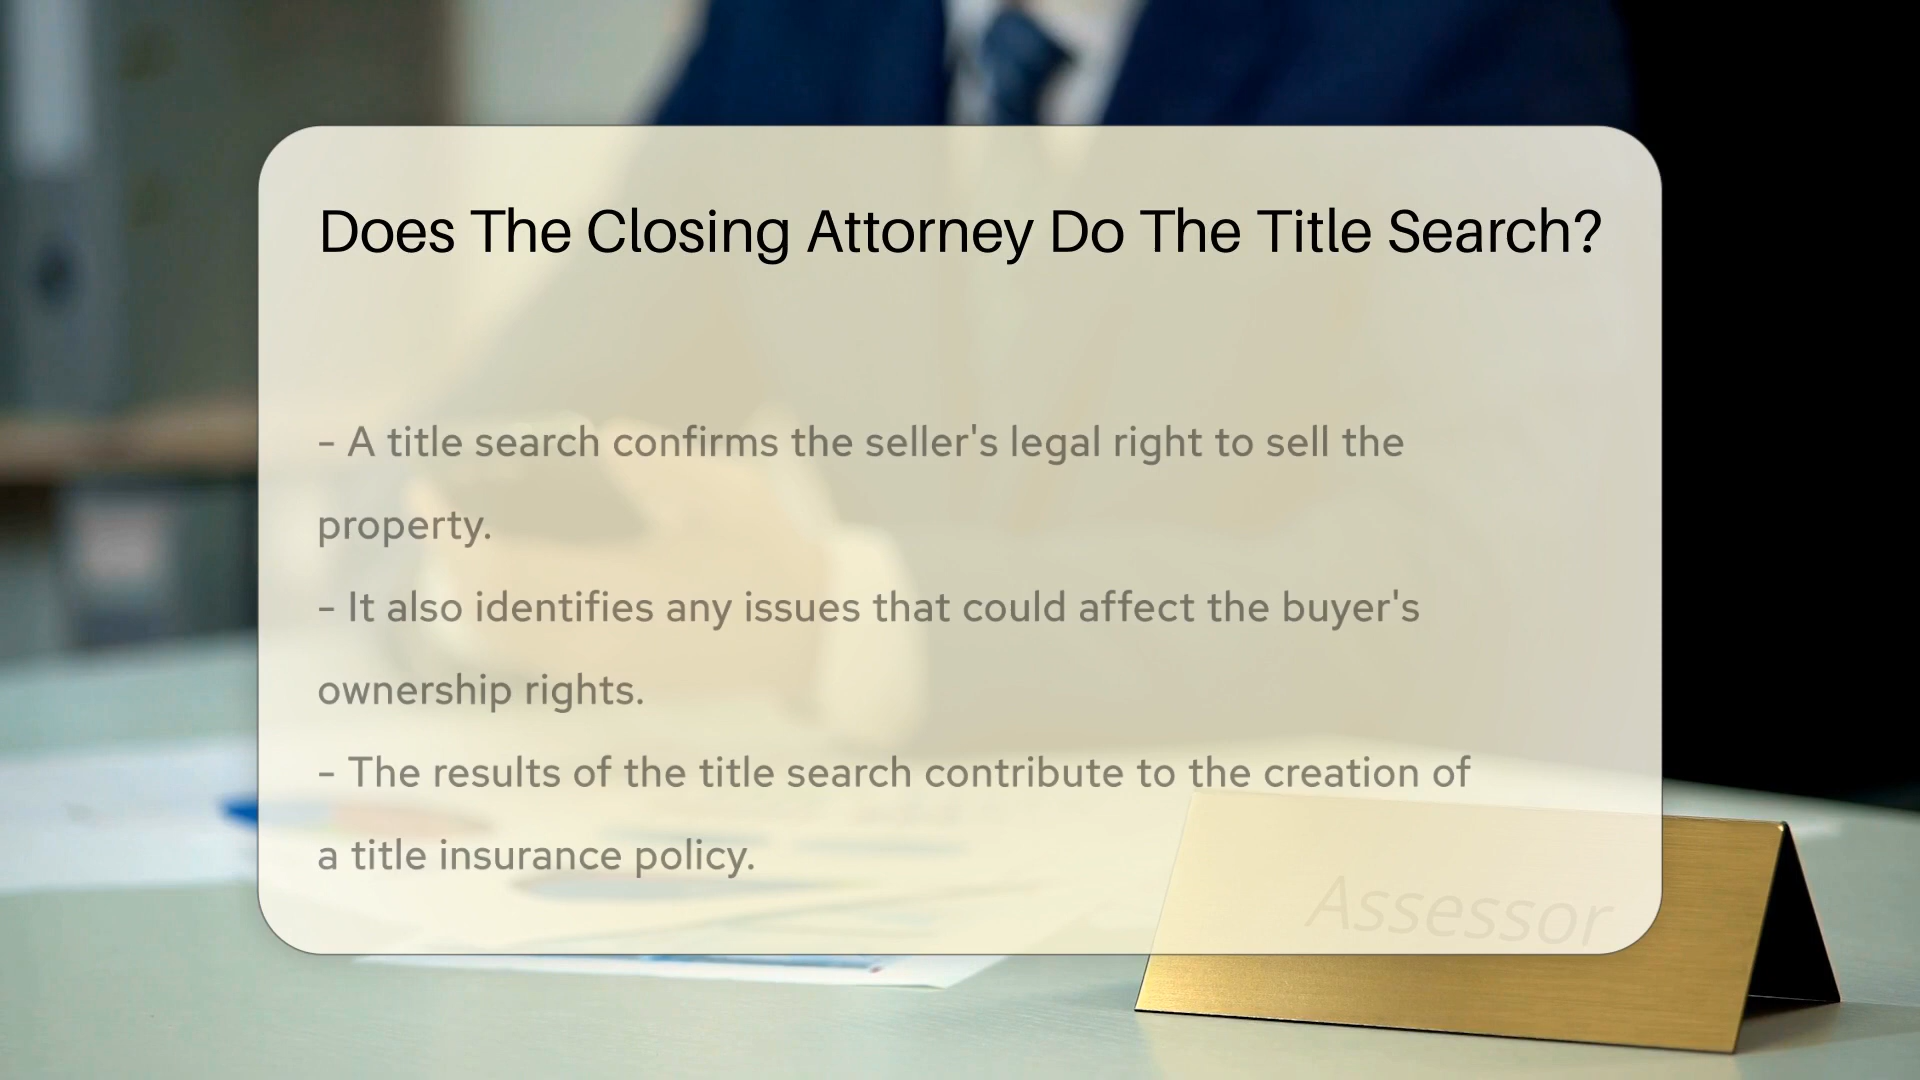 Does The Closing Attorney Do The Title Search?
– A title search confirms the seller's legal right to sell the
property.
– It also identifies any issues that could affect the buyer's
ownership rights.
– The results of the title search contribute to the creation of
a title insurance policy.
Assessor